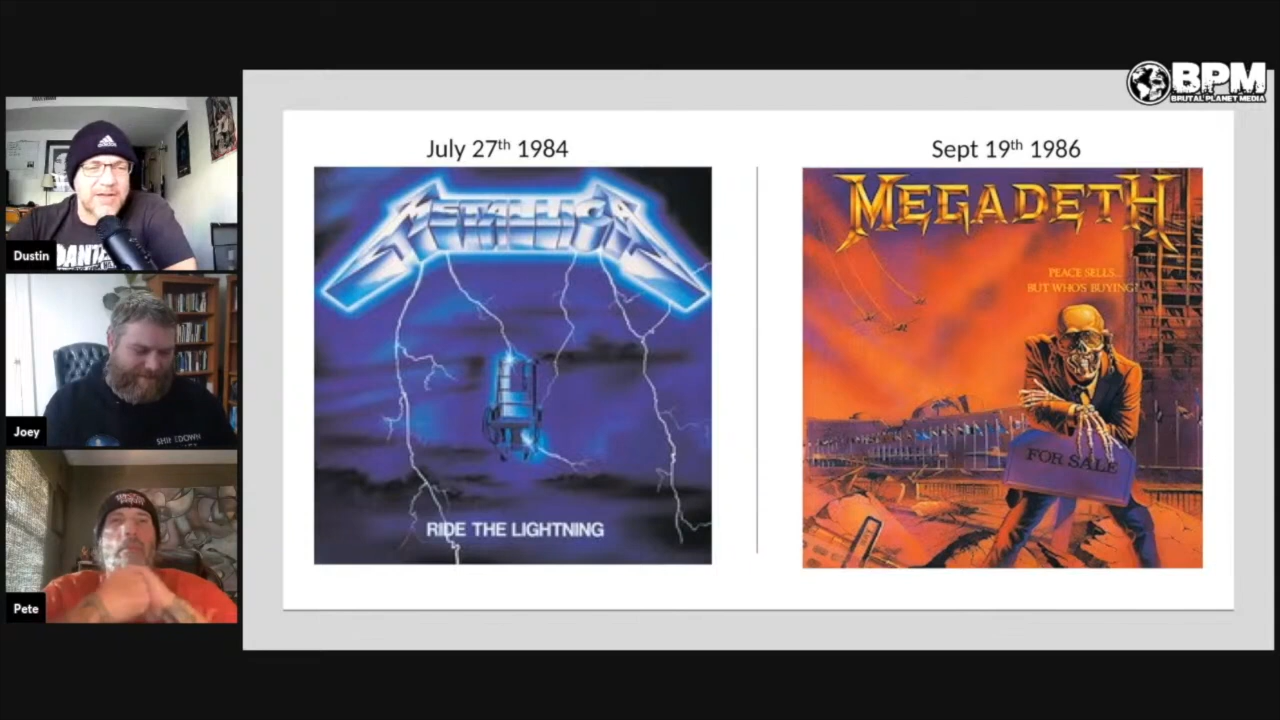 BPM
BRUTAL PLANET MEDIA
July 27th 1984
Sept 19th 1986
METALLICA
RIDE THE LIGHTNING
MEGADETH
PEACE SELLS...
BUT WHO'S BUYING?
FOR SALE
adidas
Dustin
Joey
Pete